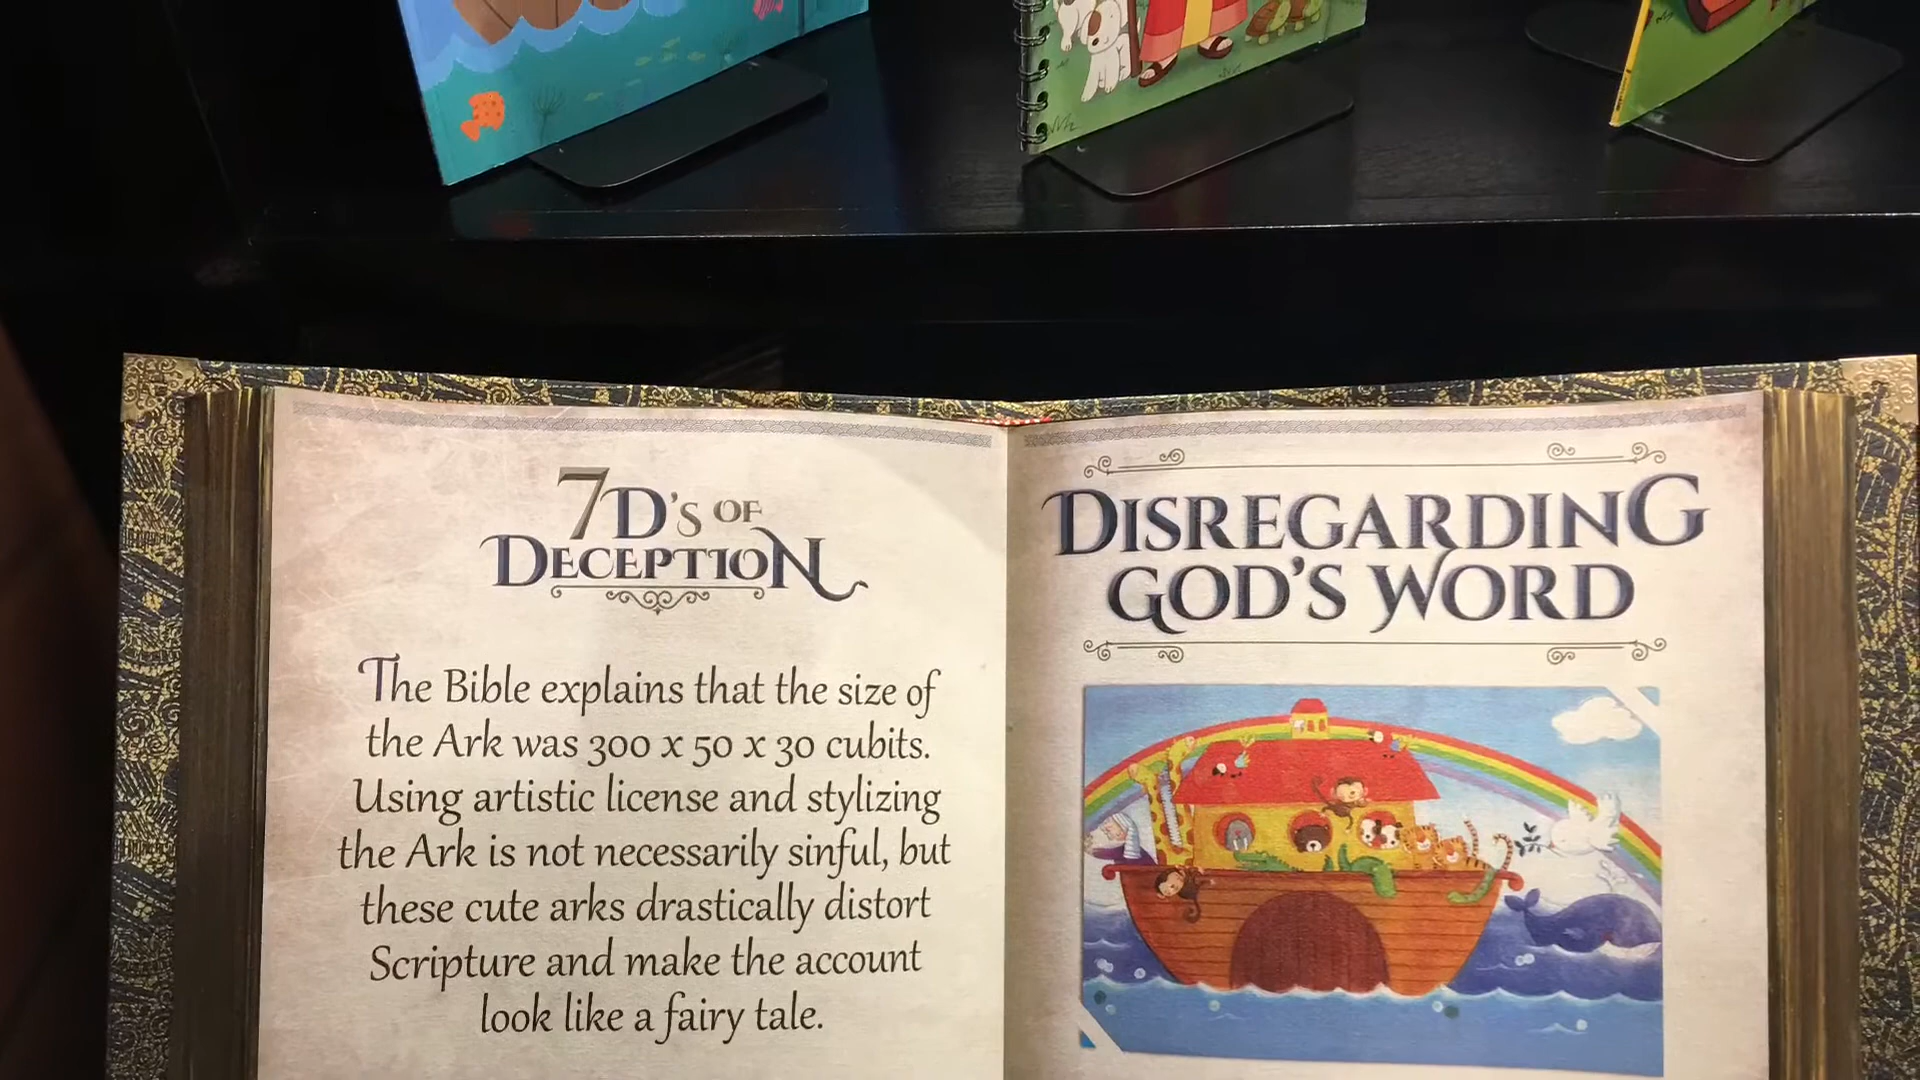 7D'S OF
DECEPTION
The Bible explains that the size of
the Ark was 300 x 50 x 30 cubits.
Using artistic license and stylizing
the Ark is not necessarily sinful, but
these cute arks drastically distort
Scripture and make the account
look like a fairy tale.
DISREGARDING
GOD'S WORD